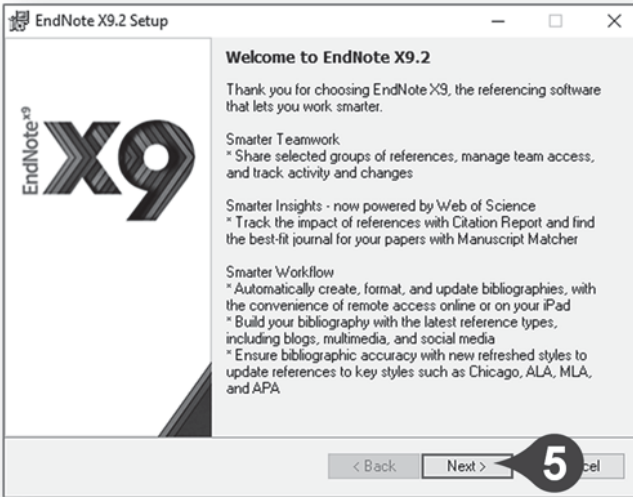 EndNote X9.2 Setup
EndNote x9
X9
Welcome to EndNote X9.2
Thank you for choosing EndNote X9, the referencing software
that lets you work smarter.
Smarter Teamwork
* Share selected groups of references, manage team access,
and track activity and changes
Smarter Insights - now powered by Web of Science
* Track the impact of references with Citation Report and find
the best-fit journal for your papers with Manuscript Matcher
Smarter Workflow
* Automatically create, format, and update bibliographies, with
the convenience of remote access online or on your iPad
* Build your bibliography with the latest reference types,
including blogs, multimedia, and social media
* Ensure bibliographic accuracy with new refreshed styles to
update references to key styles such as Chicago, ALA, MLA,
and APA
< Back Next > 5 cel